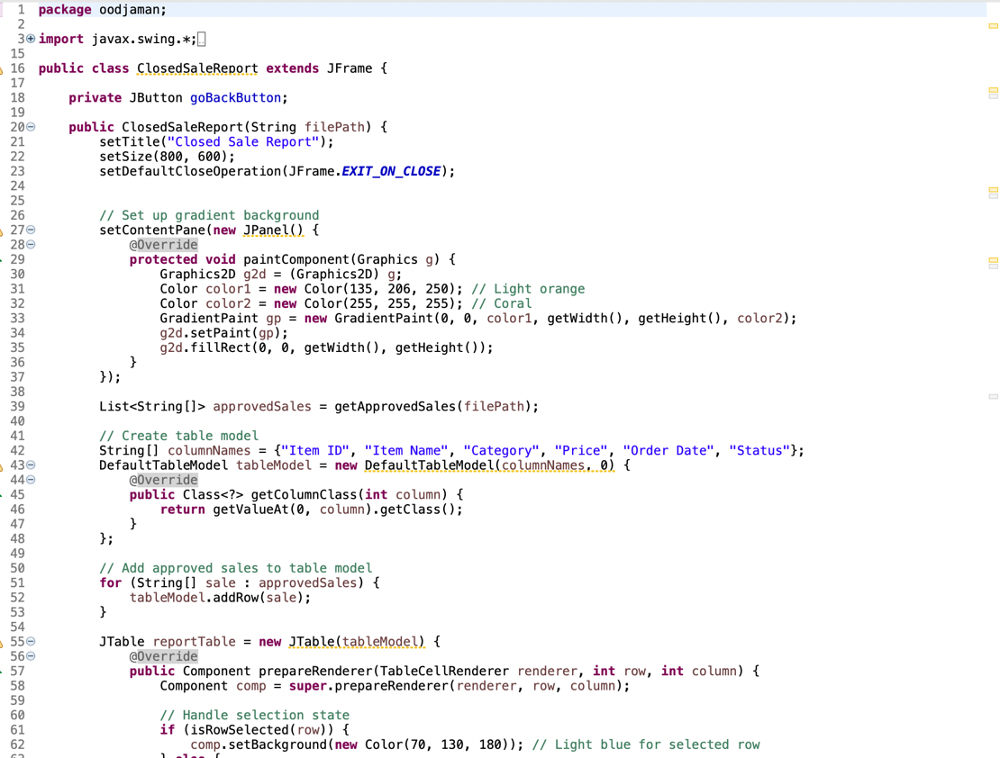 1 package oodjaman;
2
3 import javax.swing.*;
15
16 public class ClosedSaleReport extends JFrame {
17
18     private JButton goBackButton;
19
20     public ClosedSaleReport(String filePath) {
21         setTitle("Closed Sale Report");
22         setSize(800, 600);
23         setDefaultCloseOperation(JFrame.EXIT_ON_CLOSE);
24
25
26         // Set up gradient background
27         setContentPane(new JPanel() {
28             @Override
29             protected void paintComponent(Graphics g) {
30                 Graphics2D g2d = (Graphics2D) g;
31                 Color color1 = new Color(135, 206, 250); // Light orange
32                 Color color2 = new Color(255, 255, 255); // Coral
33                 GradientPaint gp = new GradientPaint(0, 0, color1, getWidth(), getHeight(), color2);
34                 g2d.setPaint(gp);
35                 g2d.fillRect(0, 0, getWidth(), getHeight());
36             }
37         });
38
39         List<String[]> approvedSales = getApprovedSales(filePath);
40
41         // Create table model
42         String[] columnNames = {"Item ID", "Item Name", "Category", "Price", "Order Date", "Status"};
43         DefaultTableModel tableModel = new DefaultTableModel(columnNames, 0) {
44             @Override
45             public Class<?> getColumnClass(int column) {
46                 return getValueAt(0, column).getClass();
47             }
48         };
49
50         // Add approved sales to table model
51         for (String[] sale : approvedSales) {
52             tableModel.addRow(sale);
53         }
54
55         JTable reportTable = new JTable(tableModel) {
56             @Override
57             public Component prepareRenderer(TableCellRenderer renderer, int row, int column) {
58                 Component comp = super.prepareRenderer(renderer, row, column);
59
60                 // Handle selection state
61                 if (isRowSelected(row)) {
62                     comp.setBackground(new Color(70, 130, 180)); // Light blue for selected row
63                 } else {